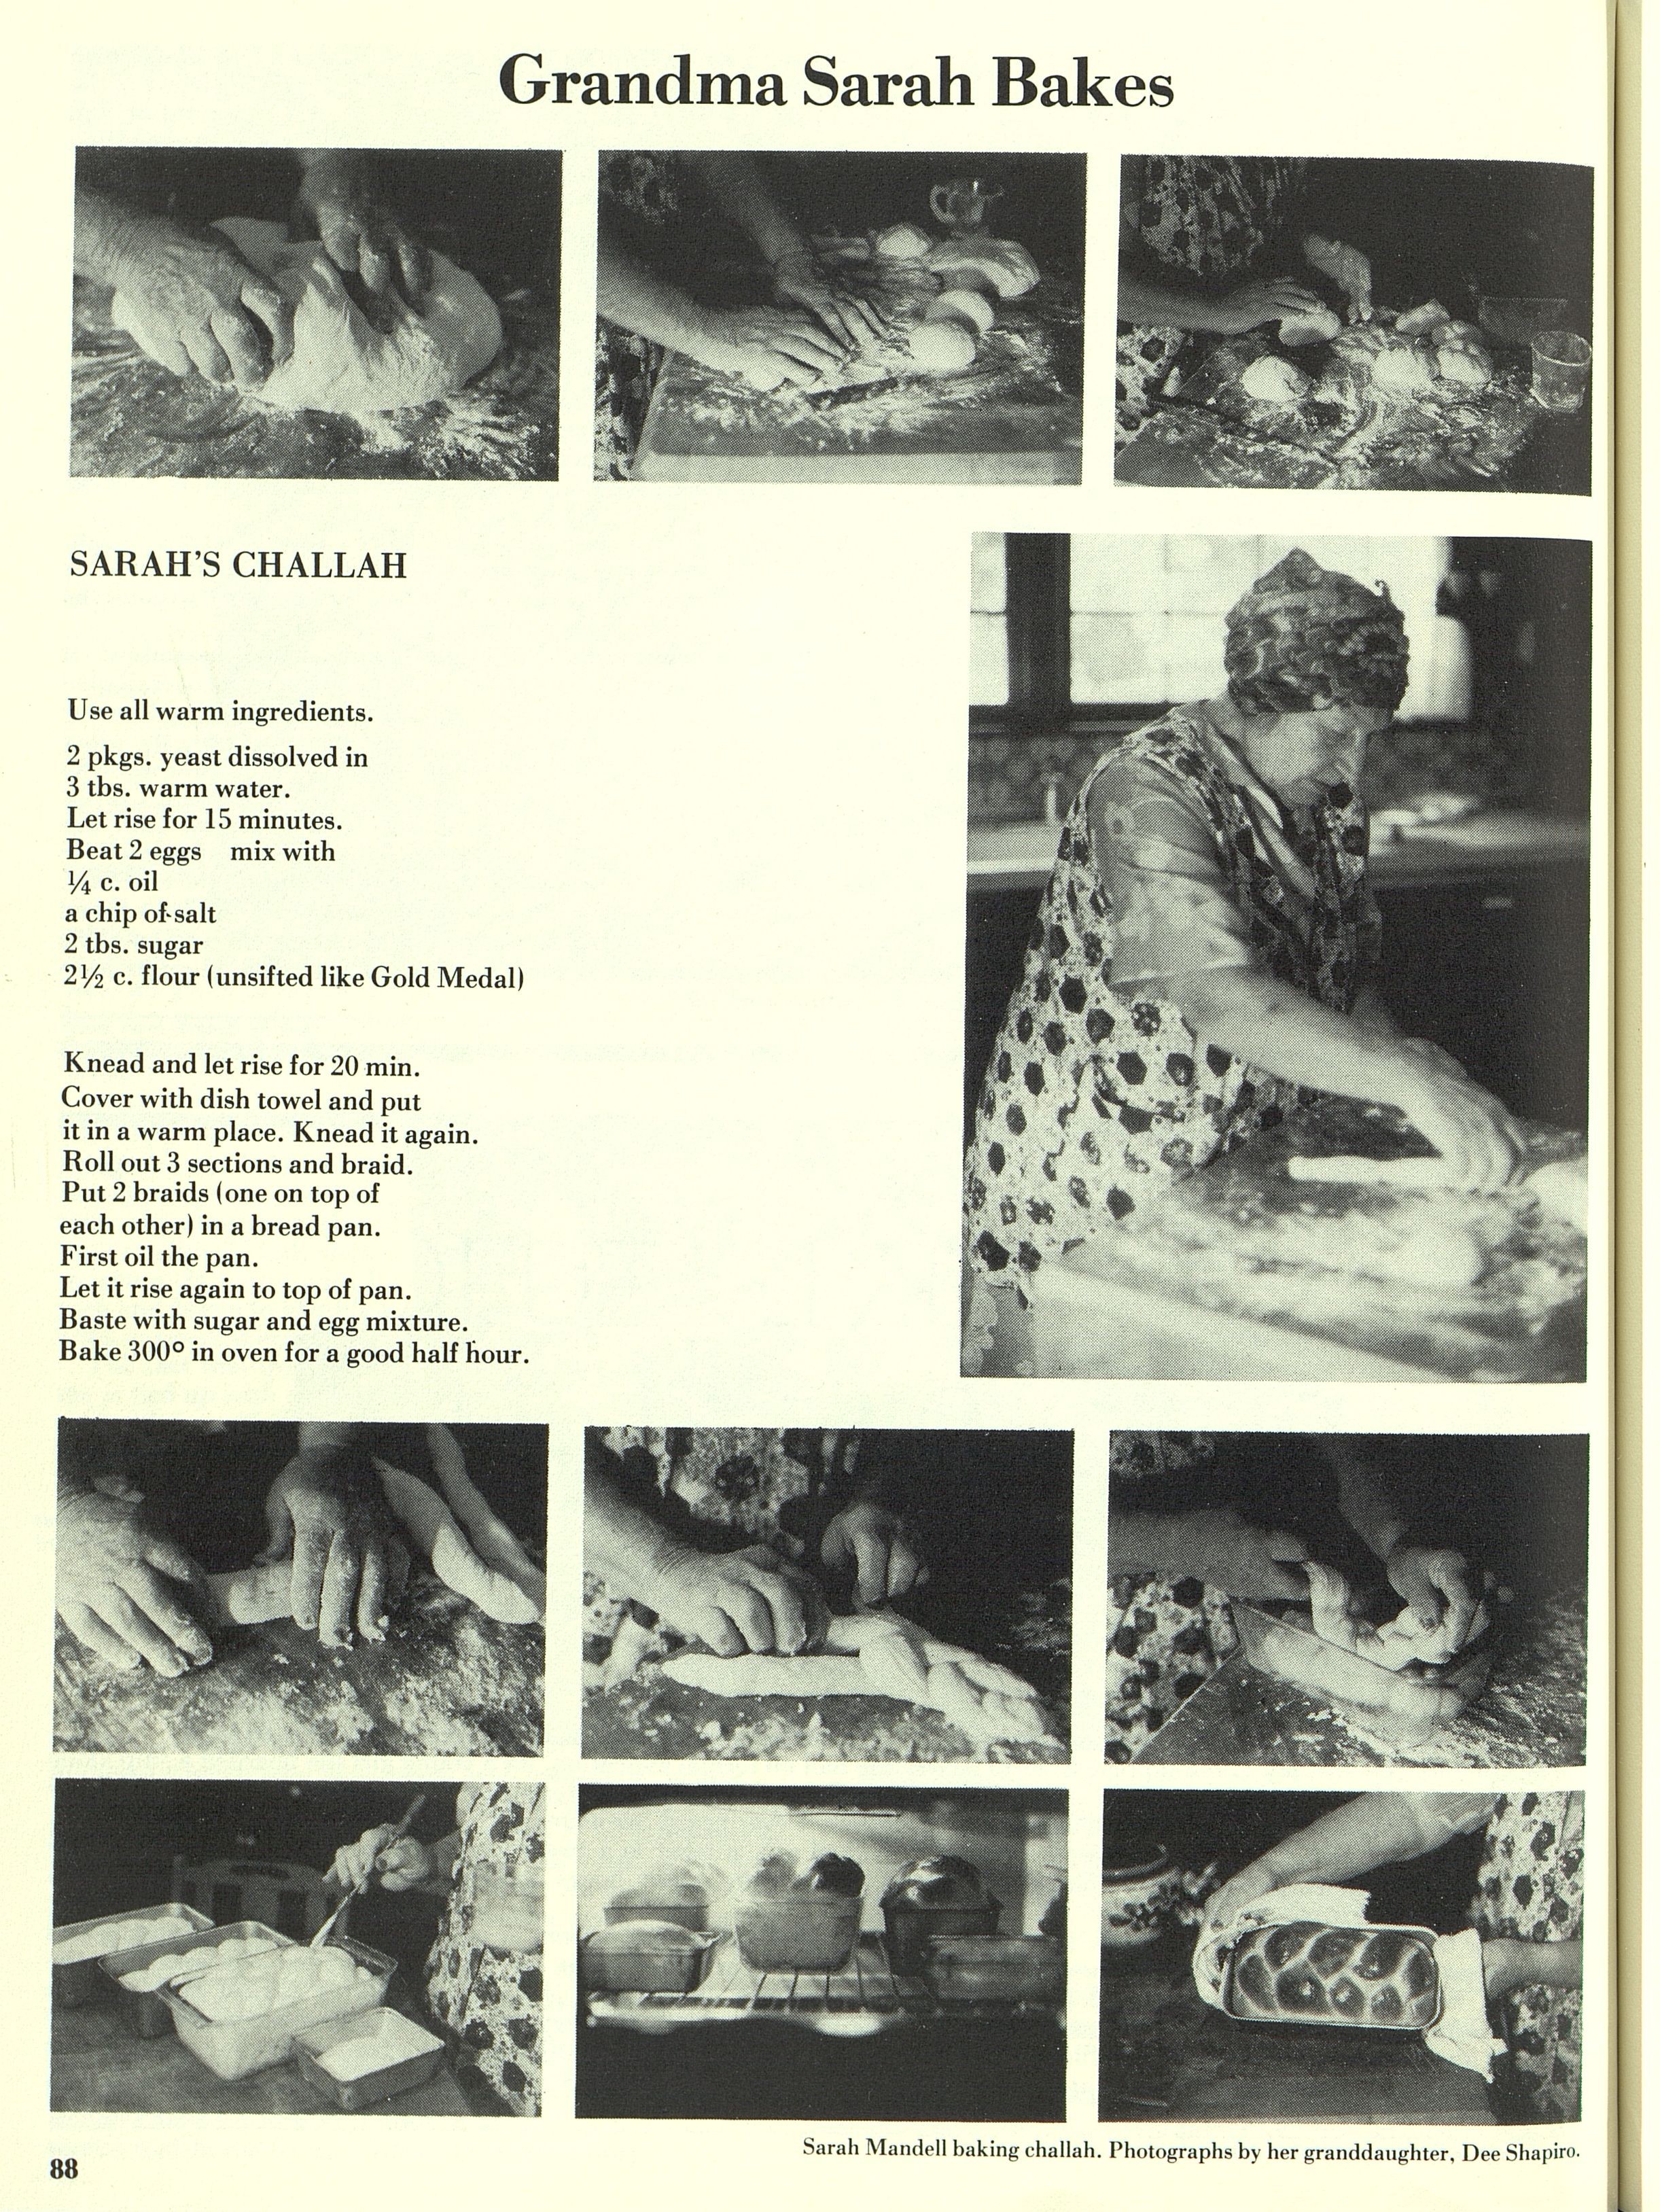 Grandma Sarah Bakes
SARAH'S CHALLAH
Use all warm ingredients.
2 pkgs. yeast dissolved in
3 tbs. warm water.
Let rise for 15 minutes.
Beat 2 eggs mix with
¼ c. oil
a chip of salt
2 tbs. sugar
2½ c. flour (unsifted like Gold Medal)
Knead and let rise for 20 min.
Cover with dish towel and put
it in a warm place. Knead it again.
Roll out 3 sections and braid.
Put 2 braids (one on top of
each other) in a bread pan.
First oil the pan.
Let it rise again to top of pan.
Baste with sugar and egg mixture.
Bake 300° in oven for a good half hour.
Sarah Mandell baking challah. Photographs by her granddaughter, Dee Shapiro.
88